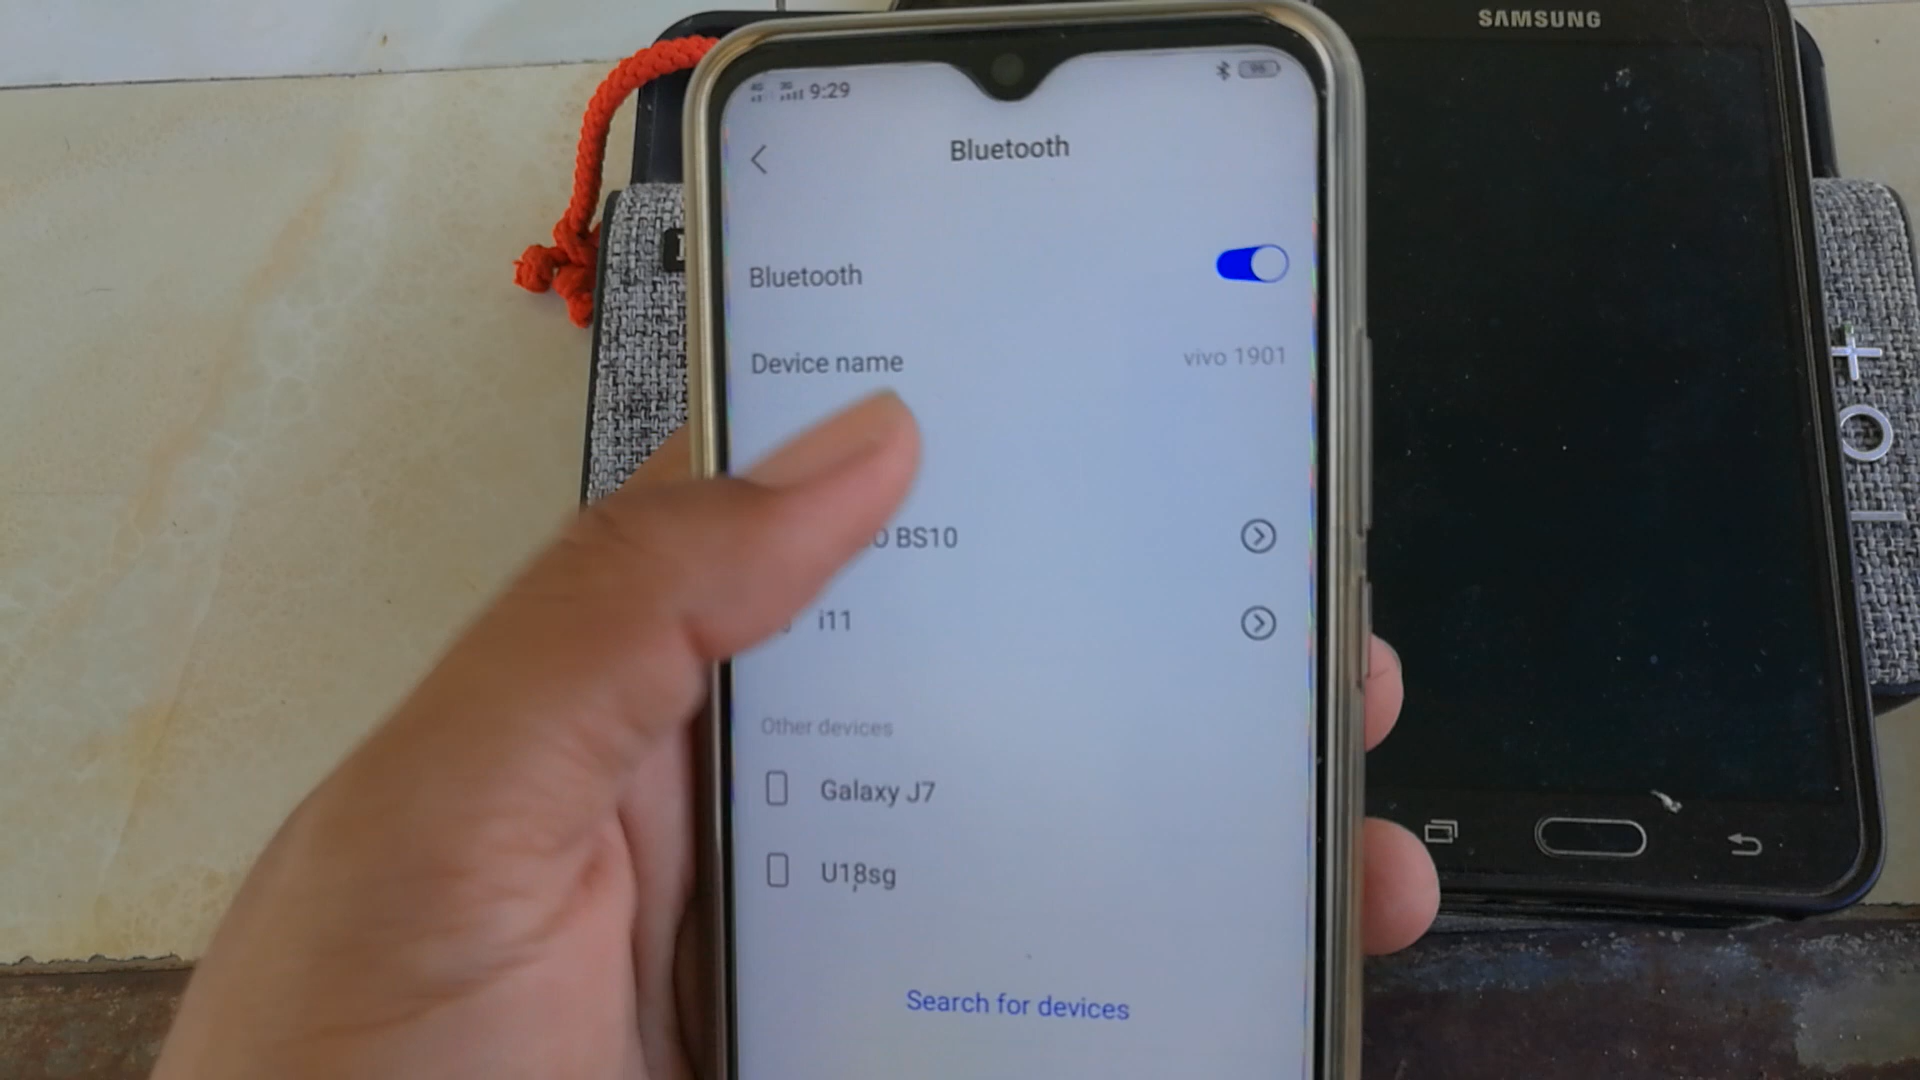 SAMSUNG
9:29
Bluetooth
Bluetooth
Device name
vivo 1901
BS10
i11
Other devices
Galaxy J7
U18sg
Search for devices